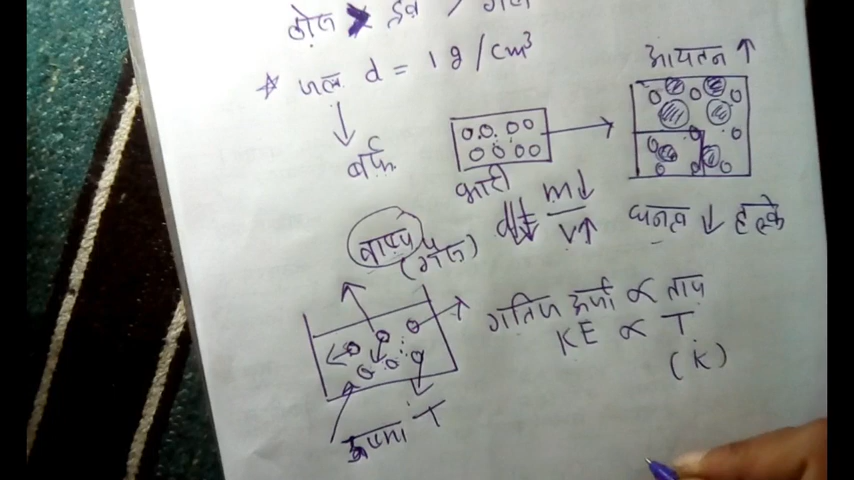 ठोस > द्रव > गैस
* जल d = 1 g/cm³
आयतन ↑
बर्फ
भारी
d↓ = m↓/v↑
घनत्व ↓ हल्के
वाष्प
(गैस)
गतिज ऊर्जा ∝ ताप
KE ∝ T
(K)
ऊष्मा T